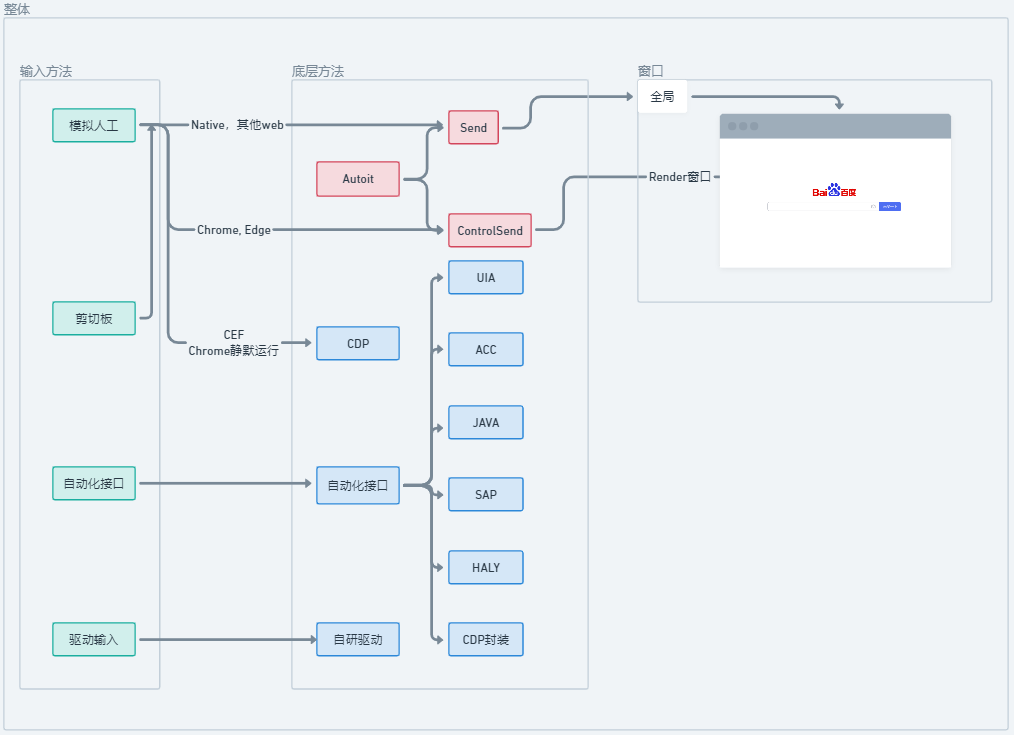 整体
输入方法
底层方法
窗口
模拟人工
Native，其他web
Send
全局
Autoit
Render窗口
Bai 百度
Chrome, Edge
ControlSend
UIA
剪切板
CEF
Chrome静默运行
CDP
ACC
JAVA
自动化接口
自动化接口
SAP
HALY
驱动输入
自研驱动
CDP封装